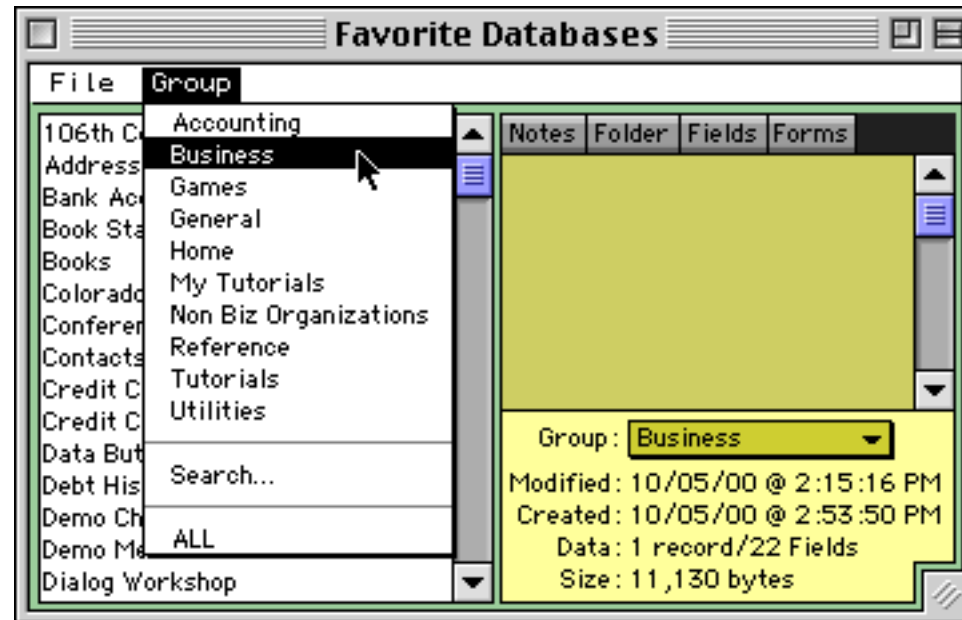 Favorite Databases
File Group
106th C
Address
Bank Ac
Book Sta
Books
Colorado
Conferen
Contacts
Credit C
Credit C
Data But
Debt His
Demo Ch
Demo Me
Dialog Workshop
Accounting
Business
Games
General
Home
My Tutorials
Non Biz Organizations
Reference
Tutorials
Utilities
Search...
ALL
Notes Folder Fields Forms
Group: Business
Modified: 10/05/00 @ 2:15:16 PM
Created: 10/05/00 @ 2:53:50 PM
Data: 1 record/22 Fields
Size: 11,130 bytes